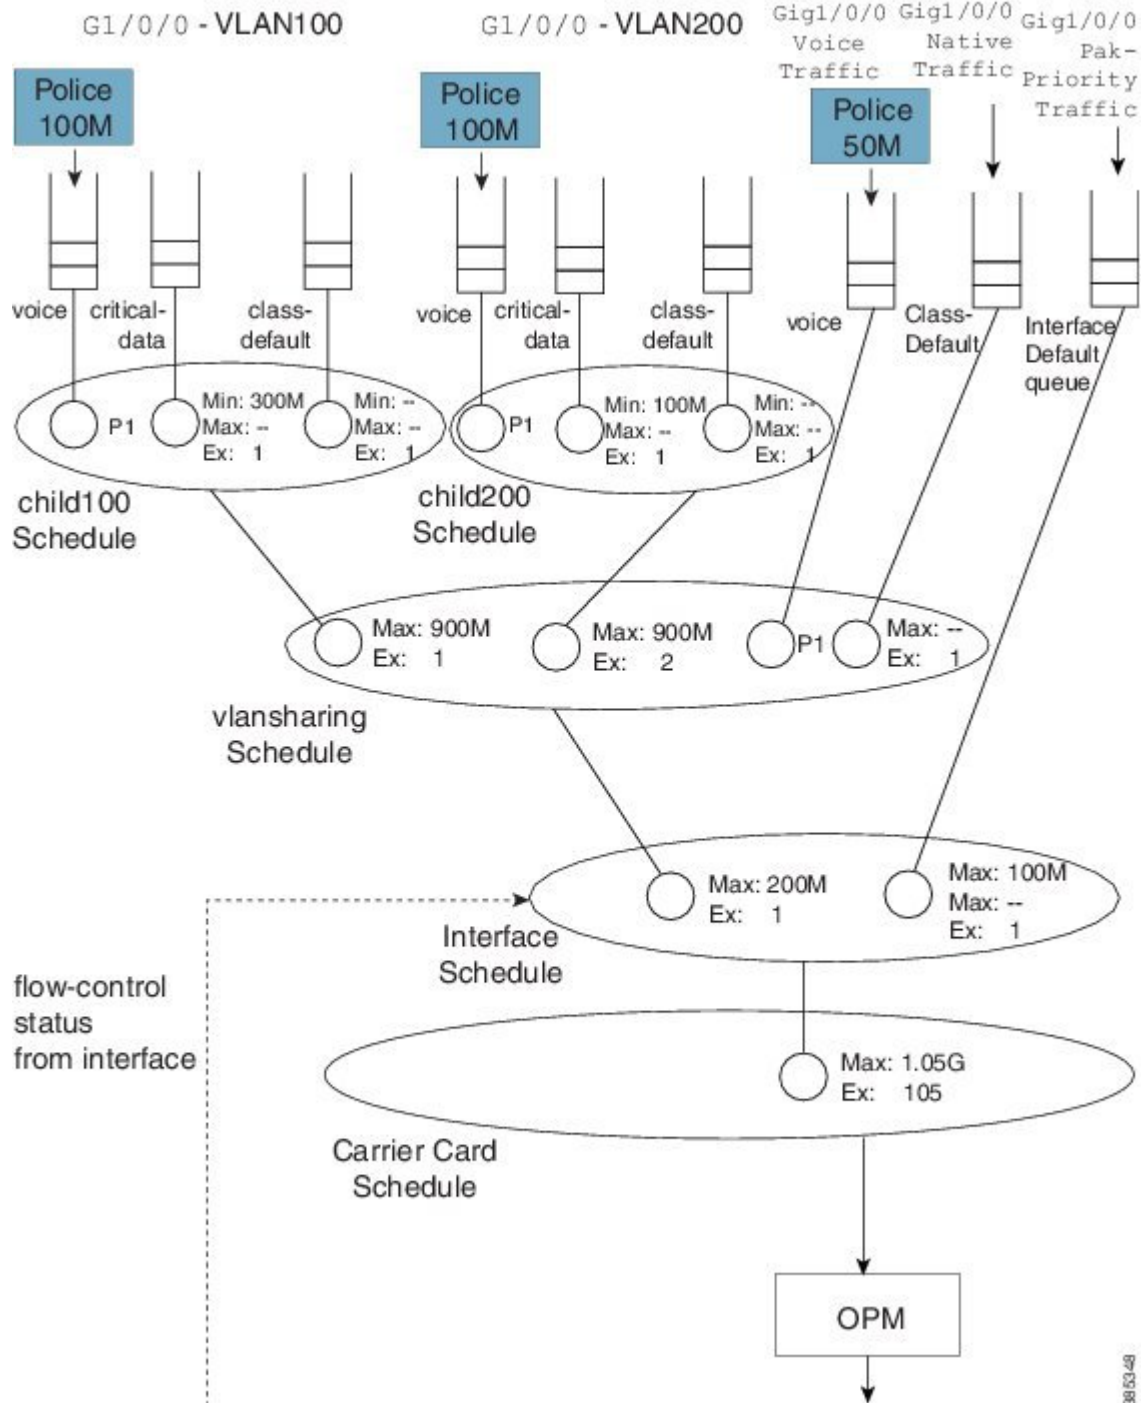 G1/0/0 - VLAN100
G1/0/0 - VLAN200
Gig1/0/0
Voice
Traffic
Gig1/0/0
Native
Traffic
Gig1/0/0
Pak-
Priority
Traffic
Police
100M
Police
100M
Police
50M
voice
critical-
data
class-
default
voice
critical-
data
class-
default
voice
Class-
Default
Interface
Default
queue
P1
Min: 300M
Max: --
Ex: 1
Min: --
Max: --
Ex: 1
P1
Min: 100M
Max: --
Ex: 1
Min: --
Max: --
Ex: 1
child100
Schedule
child200
Schedule
Max: 900M
Ex: 1
Max: 900M
Ex: 2
P1
Max: --
Ex: 1
vlansharing
Schedule
Max: 200M
Ex: 1
Max: 100M
Max: --
Ex: 1
Interface
Schedule
flow-control
status
from interface
Max: 1.05G
Ex: 105
Carrier Card
Schedule
OPM
385348